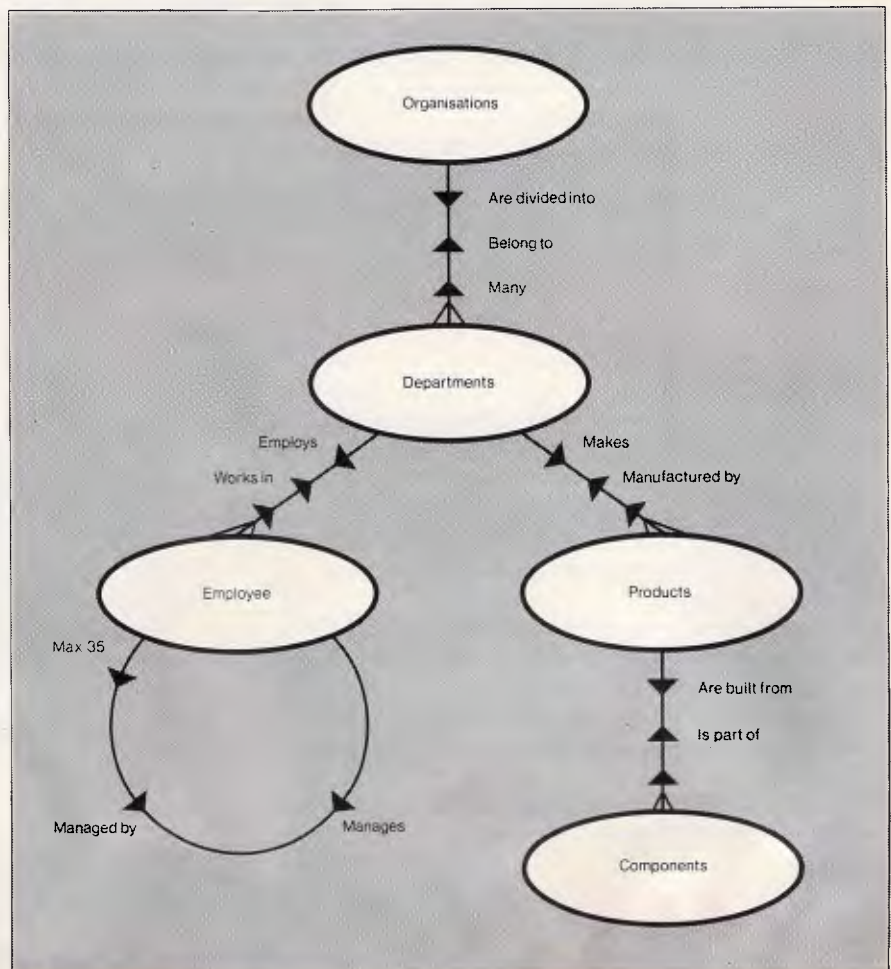 Organisations
Are divided into
Belong to
Many
Departments
Employs
Makes
Works in
Manufactured by
Employee
Products
Max 35
Are built from
Is part of
Managed by
Manages
Components